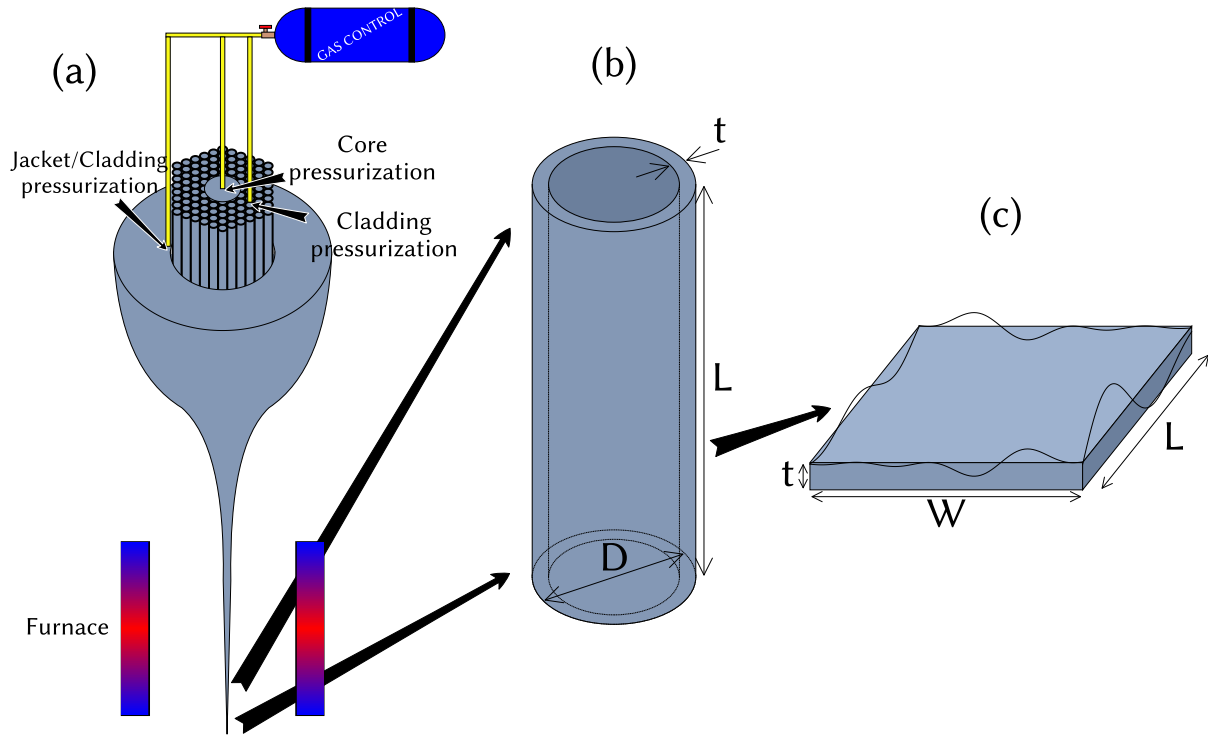 GAS CONTROL
(a)
Jacket/Cladding
pressurization
Core
pressurization
Cladding
pressurization
Furnace
(b)
t
L
D
(c)
t
W
L